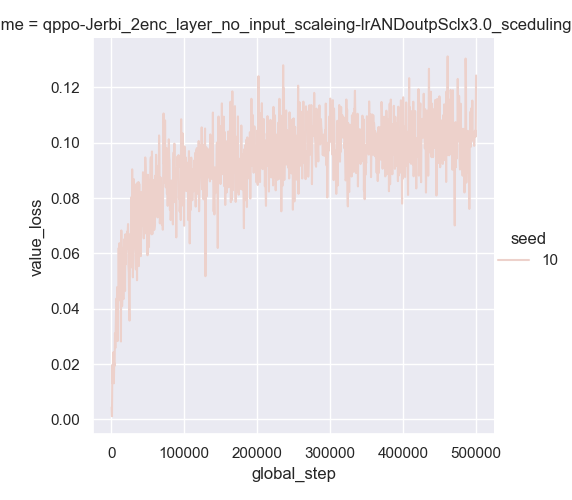 me = qppo-Jerbi_2enc_layer_no_input_scaleing-lrANDoutpSclx3.0_sceduling
0.12
0.10
0.08
0.06
0.04
0.02
0.00
value_loss
0 100000 200000 300000 400000 500000
global_step
seed
10